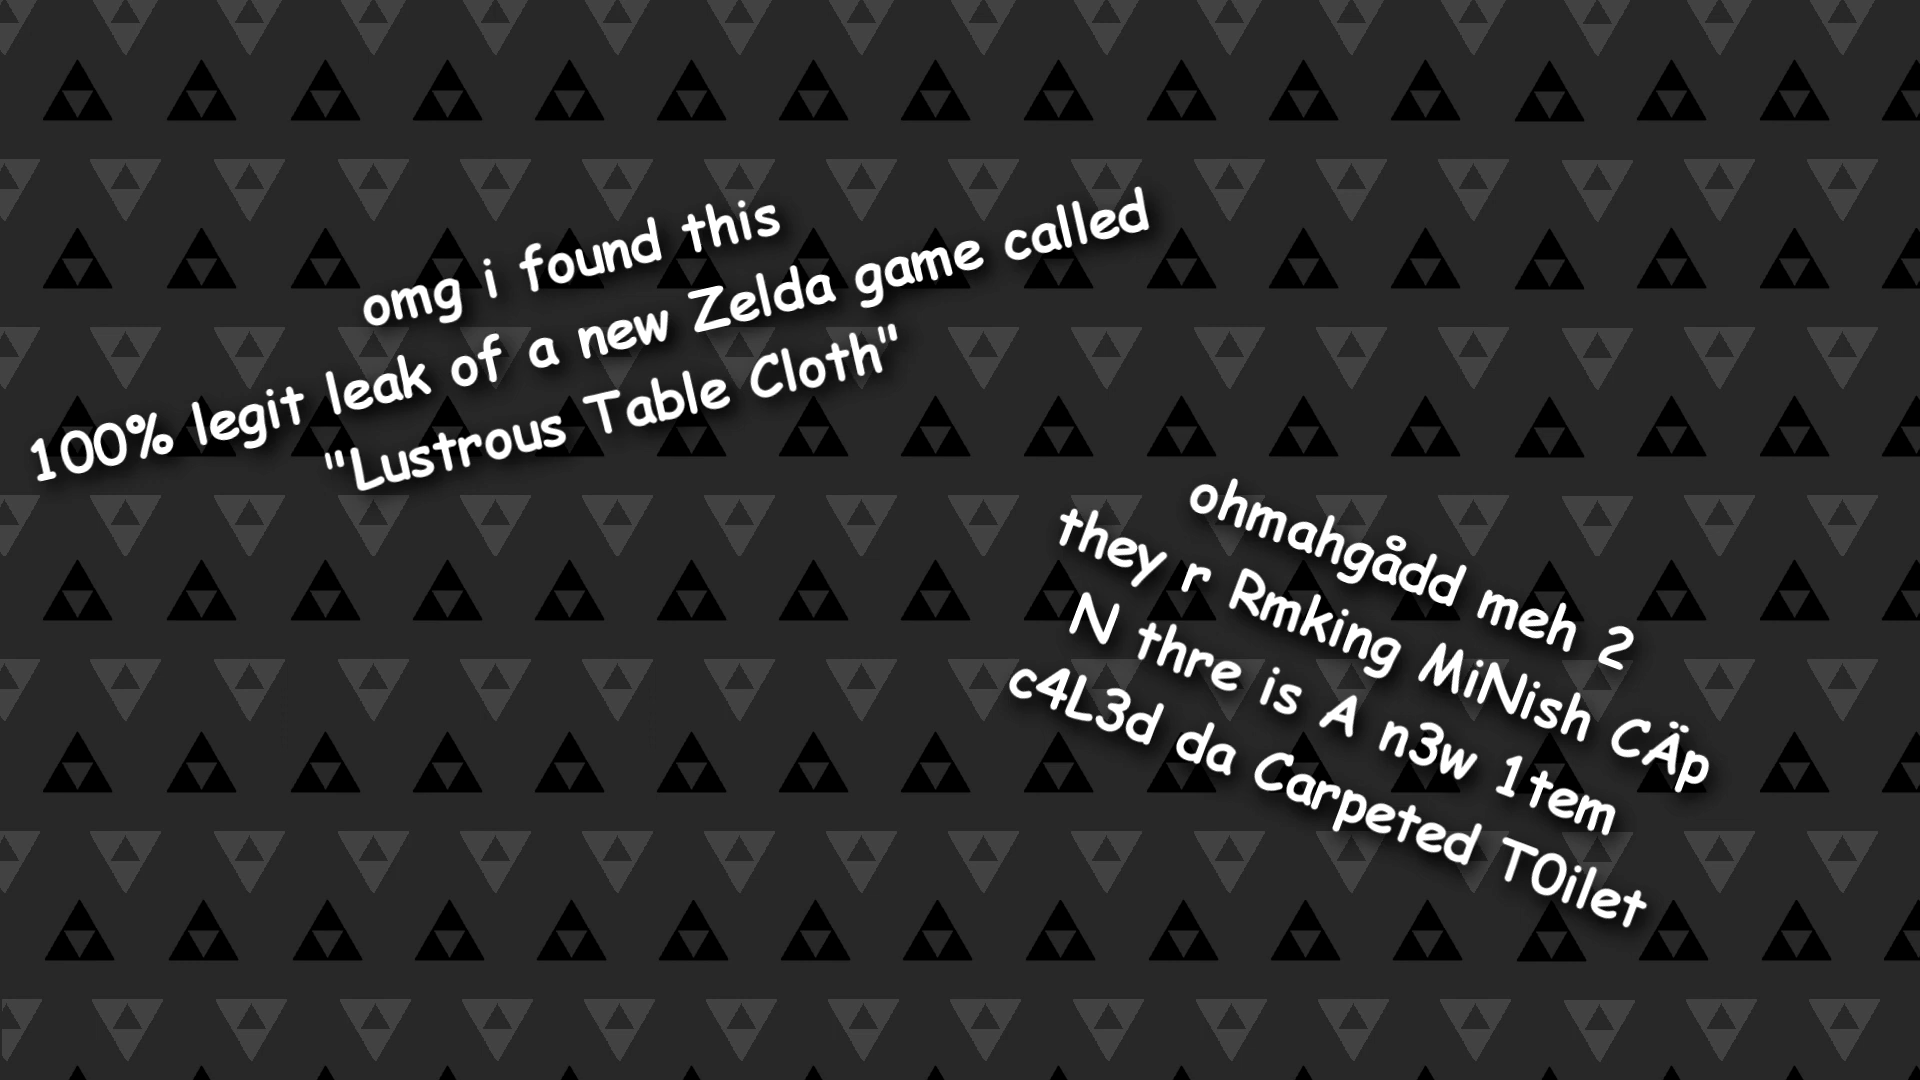 omg i found this
100% legit leak of a new Zelda game called
"Lustrous Table Cloth"
ohmahgådd meh 2
they r Rmking MiNish CÄp
N thre is A n3w 1tem
c4L3d da Carpeted TOilet